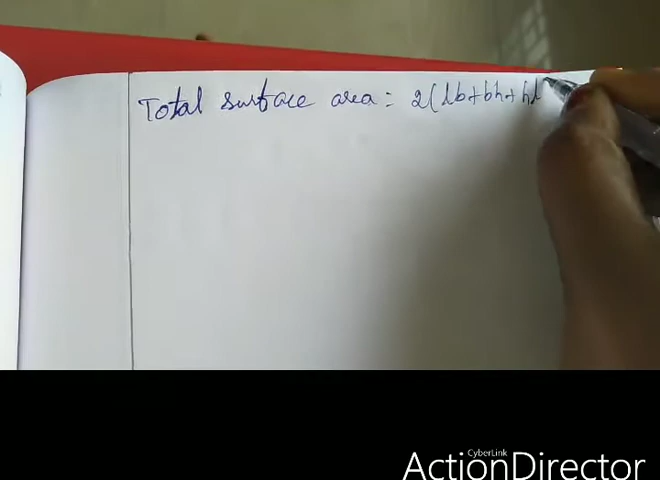 Total surface area = 2(lb+bh+hl
CyberLink
ActionDirector